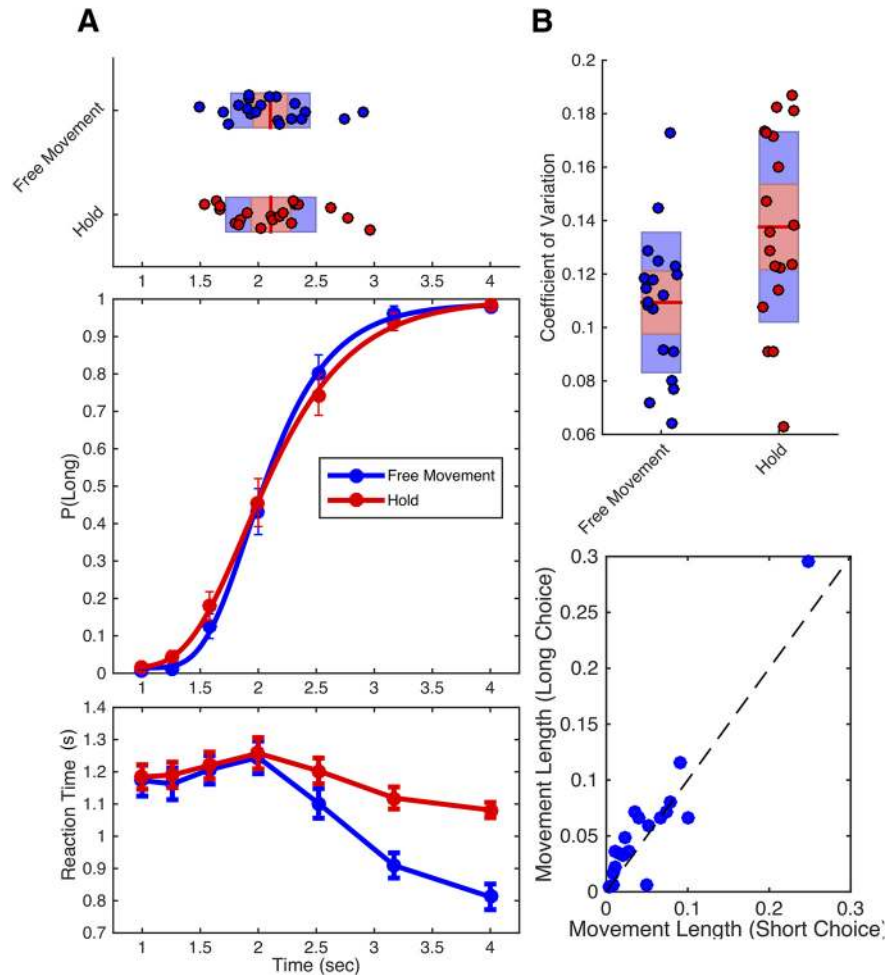 A
Free Movement
Hold
1 1.5 2 2.5 3 3.5 4
P(Long)
1
0.9
0.8
0.7
0.6
0.5
0.4
0.3
0.2
0.1
0
Free Movement
Hold
1 1.5 2 2.5 3 3.5 4
Reaction Time (s)
1.4
1.3
1.2
1.1
1
0.9
0.8
0.7
1 1.5 2 2.5 3 3.5 4
Time (sec)
B
Coefficient of Variation
0.2
0.18
0.16
0.14
0.12
0.1
0.08
0.06
Free Movement
Hold
Movement Length (Long Choice)
0.3
0.25
0.2
0.15
0.1
0.05
0
0 0.1 0.2 0.3
Movement Length (Short Choice)